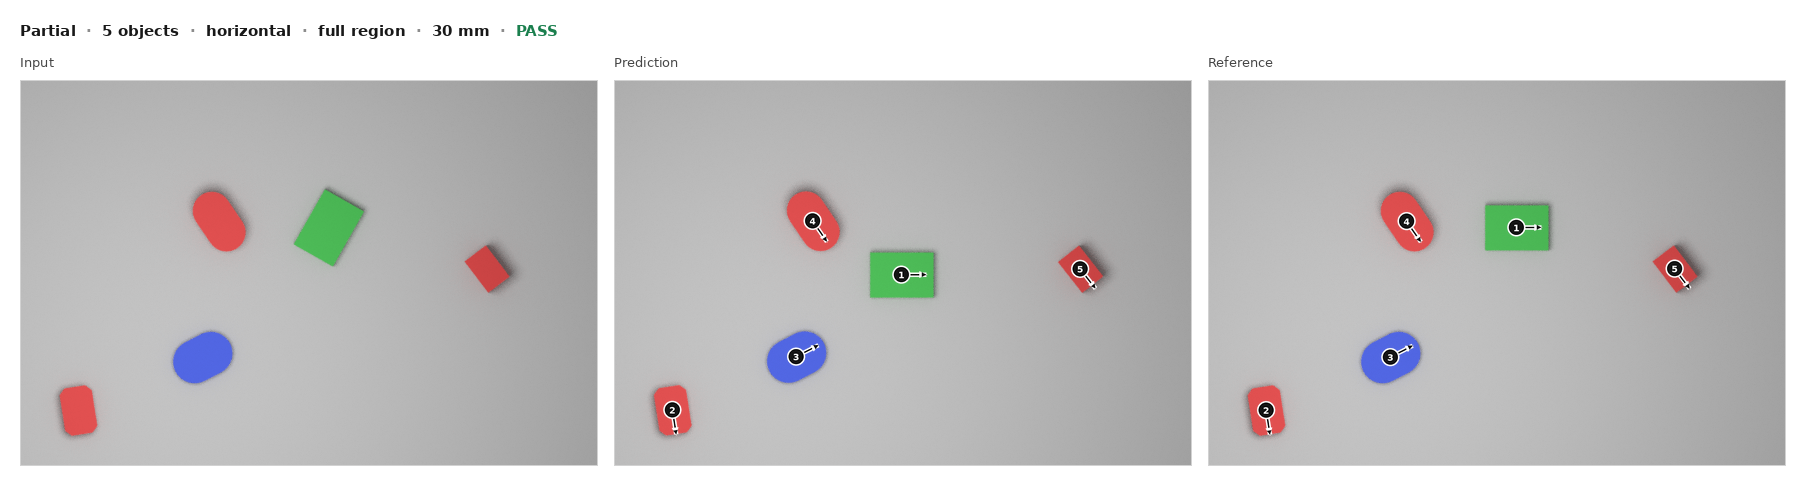 Partial · 5 objects · horizontal · full region · 30 mm · PASS
Input
Prediction
Reference
4
1
5
3
2
4
1
5
3
2